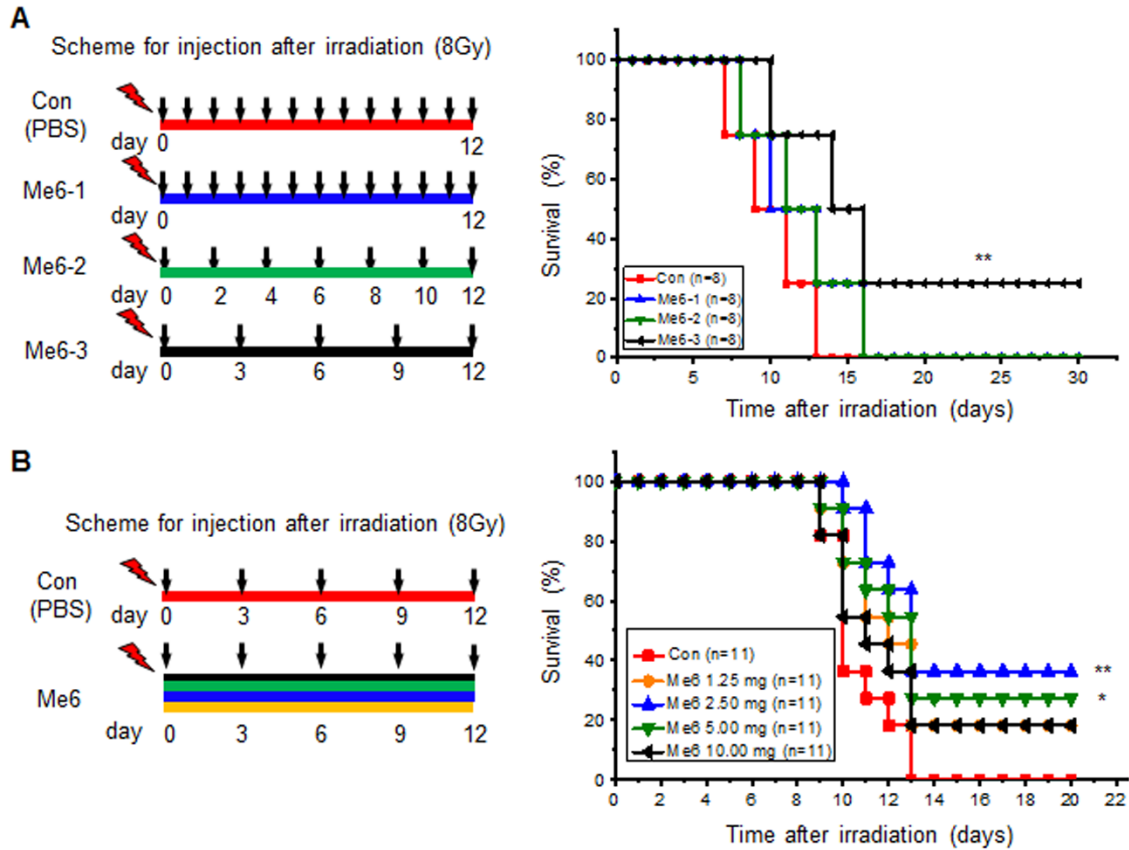 A
Scheme for injection after irradiation (8Gy)
Con
(PBS)
day 0 12
Me6-1
day 0 12
Me6-2
day 0 2 4 6 8 10 12
Me6-3
day 0 3 6 9 12
Survival (%)
100
80
60
40
20
0
**
Con (n=8)
Me6-1 (n=8)
Me6-2 (n=8)
Me6-3 (n=8)
0 5 10 15 20 25 30
Time after irradiation (days)
B
Scheme for injection after irradiation (8Gy)
Con
(PBS)
day 0 3 6 9 12
Me6
day 0 3 6 9 12
Survival (%)
100
80
60
40
20
0
Con (n=11)
Me6 1.25 mg (n=11)
Me6 2.50 mg (n=11)
Me6 5.00 mg (n=11)
Me6 10.00 mg (n=11)
**
*
0 2 4 6 8 10 12 14 16 18 20 22
Time after irradiation (days)